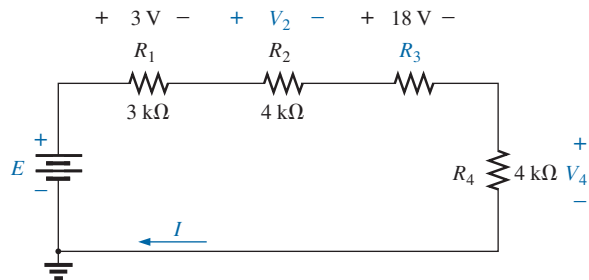 + 3 V − + V₂ − + 18 V −
R₁ R₂ R₃
3 kΩ 4 kΩ
+
E
−
R₄ 4 kΩ
+
V₄
−
I